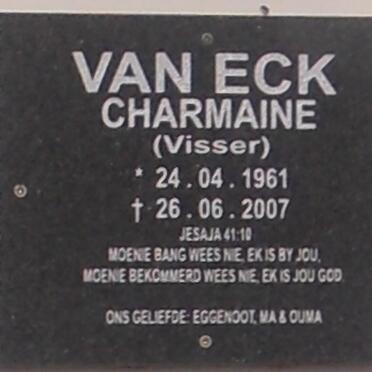 VAN ECK
CHARMAINE
(Visser)
* 24 . 04 . 1961
† 26 . 06 . 2007
JESAJA 41:10
MOENIE BANG WEES NIE, EK IS BY JOU,
MOENIE BEKOMMERD WEES NIE, EK IS JOU GOD.
ONS GELIEFDE: EGGENOOT, MA & OUMA